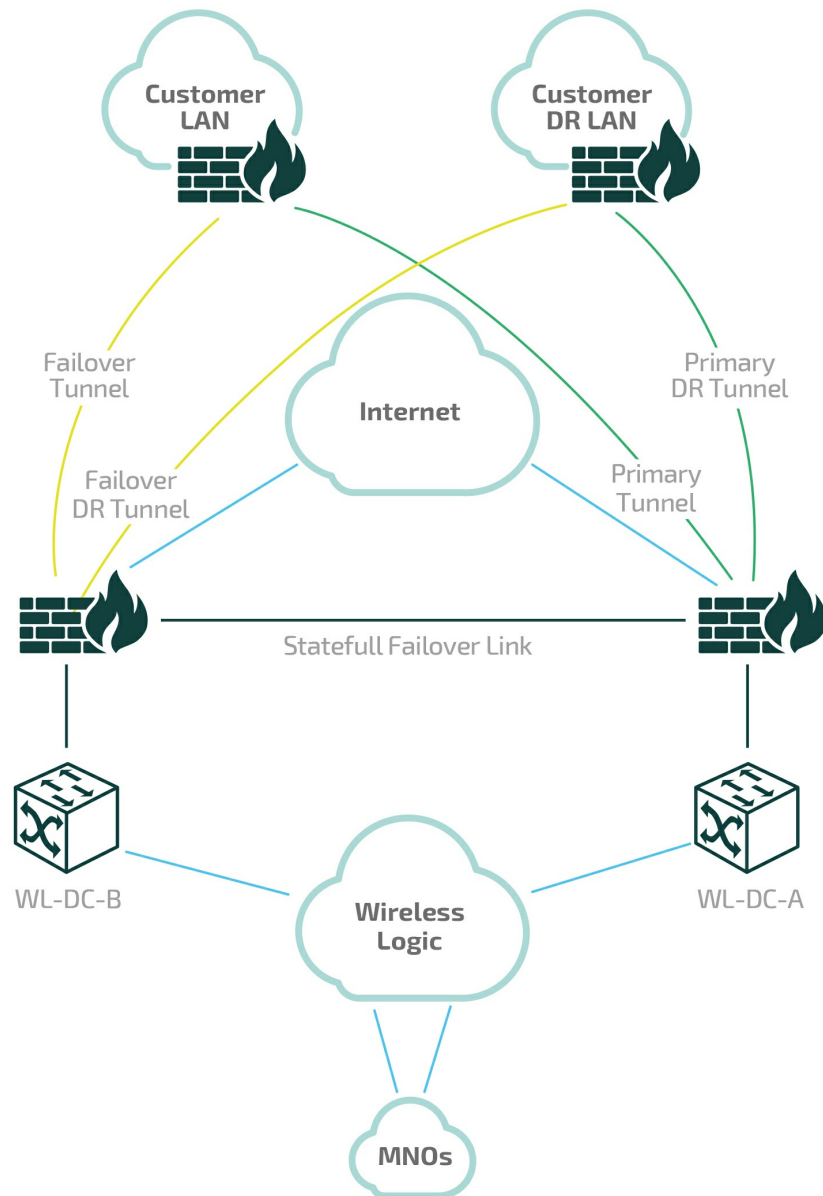 Customer
LAN
Customer
DR LAN
Failover
Tunnel
Internet
Primary
DR Tunnel
Failover
DR Tunnel
Primary
Tunnel
Statefull Failover Link
WL-DC-B
WL-DC-A
Wireless
Logic
MNOs